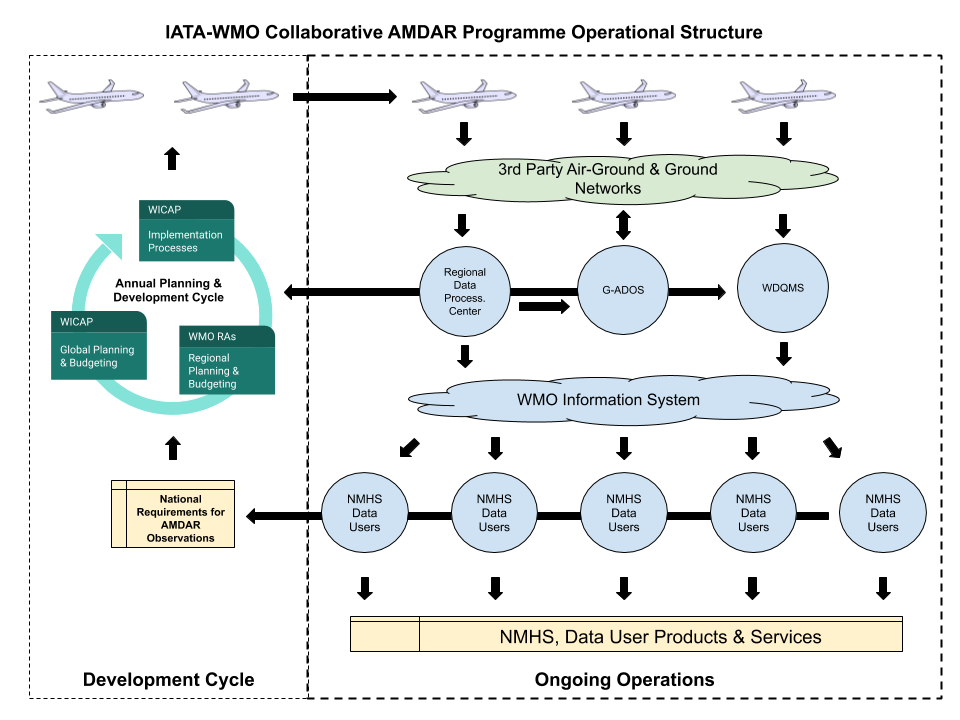 IATA-WMO Collaborative AMDAR Programme Operational Structure
3rd Party Air-Ground & Ground
Networks
WICAP
Implementation
Processes
Annual Planning &
Development Cycle
WICAP
Global Planning
& Budgeting
WMO RAs
Regional
Planning &
Budgeting
Regional
Data
Process.
Center
G-ADOS
WDQMS
WMO Information System
National
Requirements for
AMDAR
Observations
NMHS
Data
Users
NMHS
Data
Users
NMHS
Data
Users
NMHS
Data
Users
NMHS
Data
Users
NMHS, Data User Products & Services
Development Cycle
Ongoing Operations